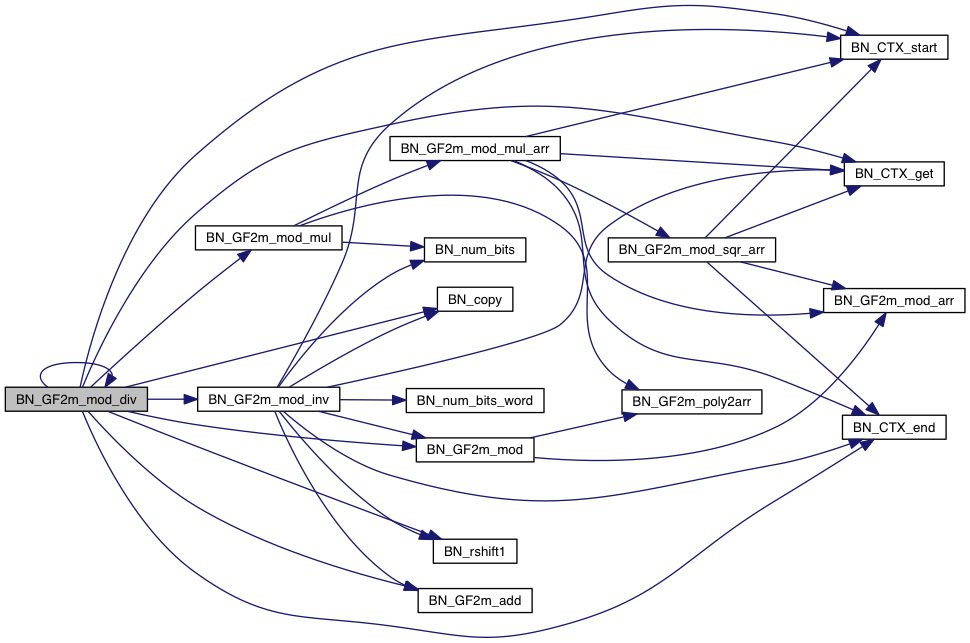 BN_CTX_start
BN_GF2m_mod_mul_arr
BN_CTX_get
BN_GF2m_mod_mul
BN_num_bits
BN_GF2m_mod_sqr_arr
BN_copy
BN_GF2m_mod_arr
BN_GF2m_mod_div
BN_GF2m_mod_inv
BN_num_bits_word
BN_GF2m_poly2arr
BN_CTX_end
BN_GF2m_mod
BN_rshift1
BN_GF2m_add